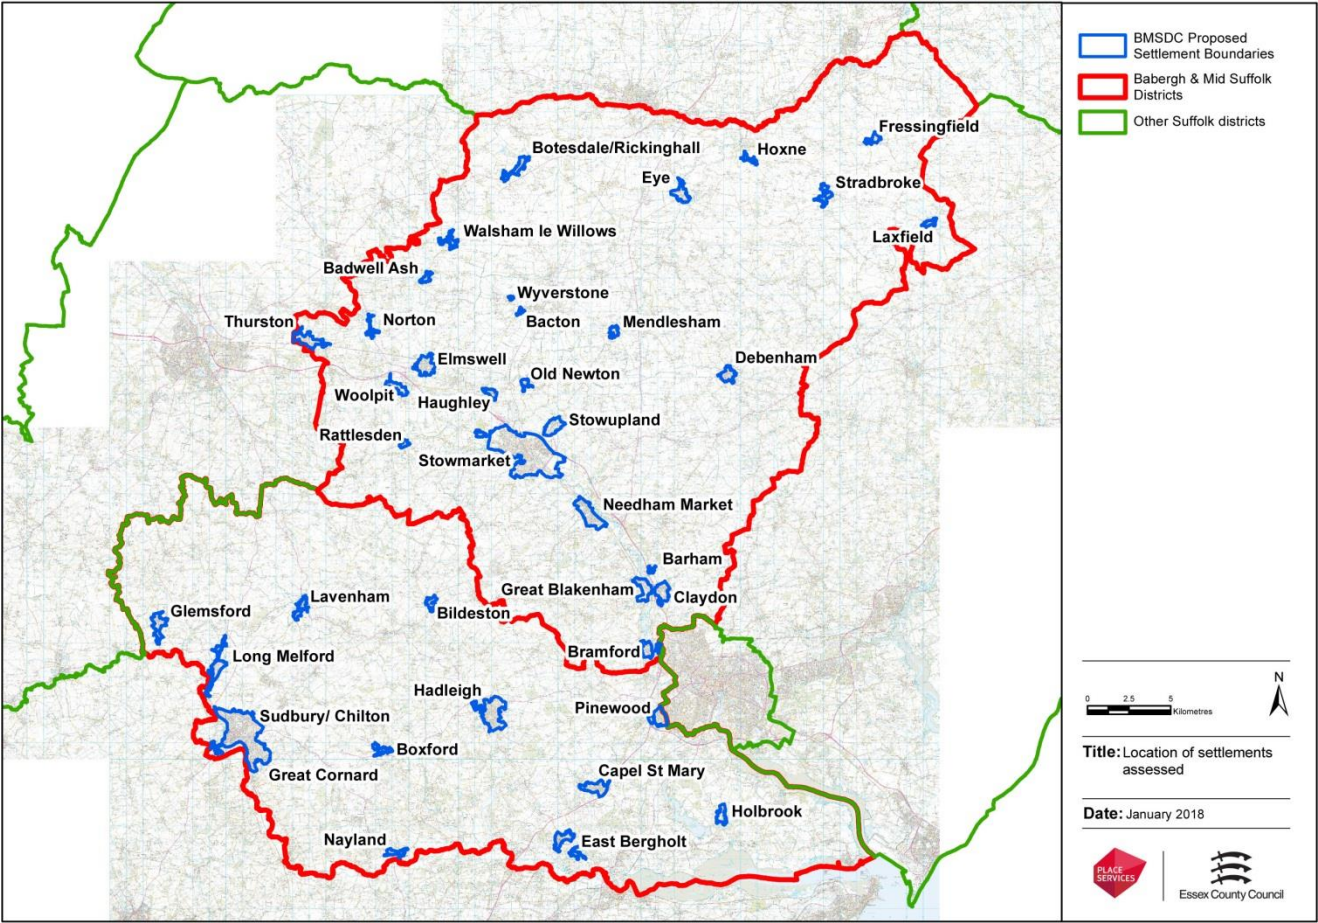 BMSDC Proposed
Settlement Boundaries
Babergh & Mid Suffolk
Districts
Other Suffolk districts
Fressingfield
Botesdale/Rickinghall
Hoxne
Eye
Stradbroke
Walsham le Willows
Laxfield
Badwell Ash
Wyverstone
Thurston
Norton
Bacton
Mendlesham
Elmswell
Debenham
Old Newton
Woolpit
Haughley
Stowupland
Rattlesden
Stowmarket
Needham Market
Barham
Great Blakenham
Claydon
Lavenham
Glemsford
Bildeston
Bramford
Long Melford
Hadleigh
Pinewood
Sudbury/ Chilton
Boxford
Great Cornard
Capel St Mary
Holbrook
Nayland
East Bergholt
N
0 2.5 5
Kilometres
Title: Location of settlements
assessed
Date: January 2018
PLACE
SERVICES
Essex County Council